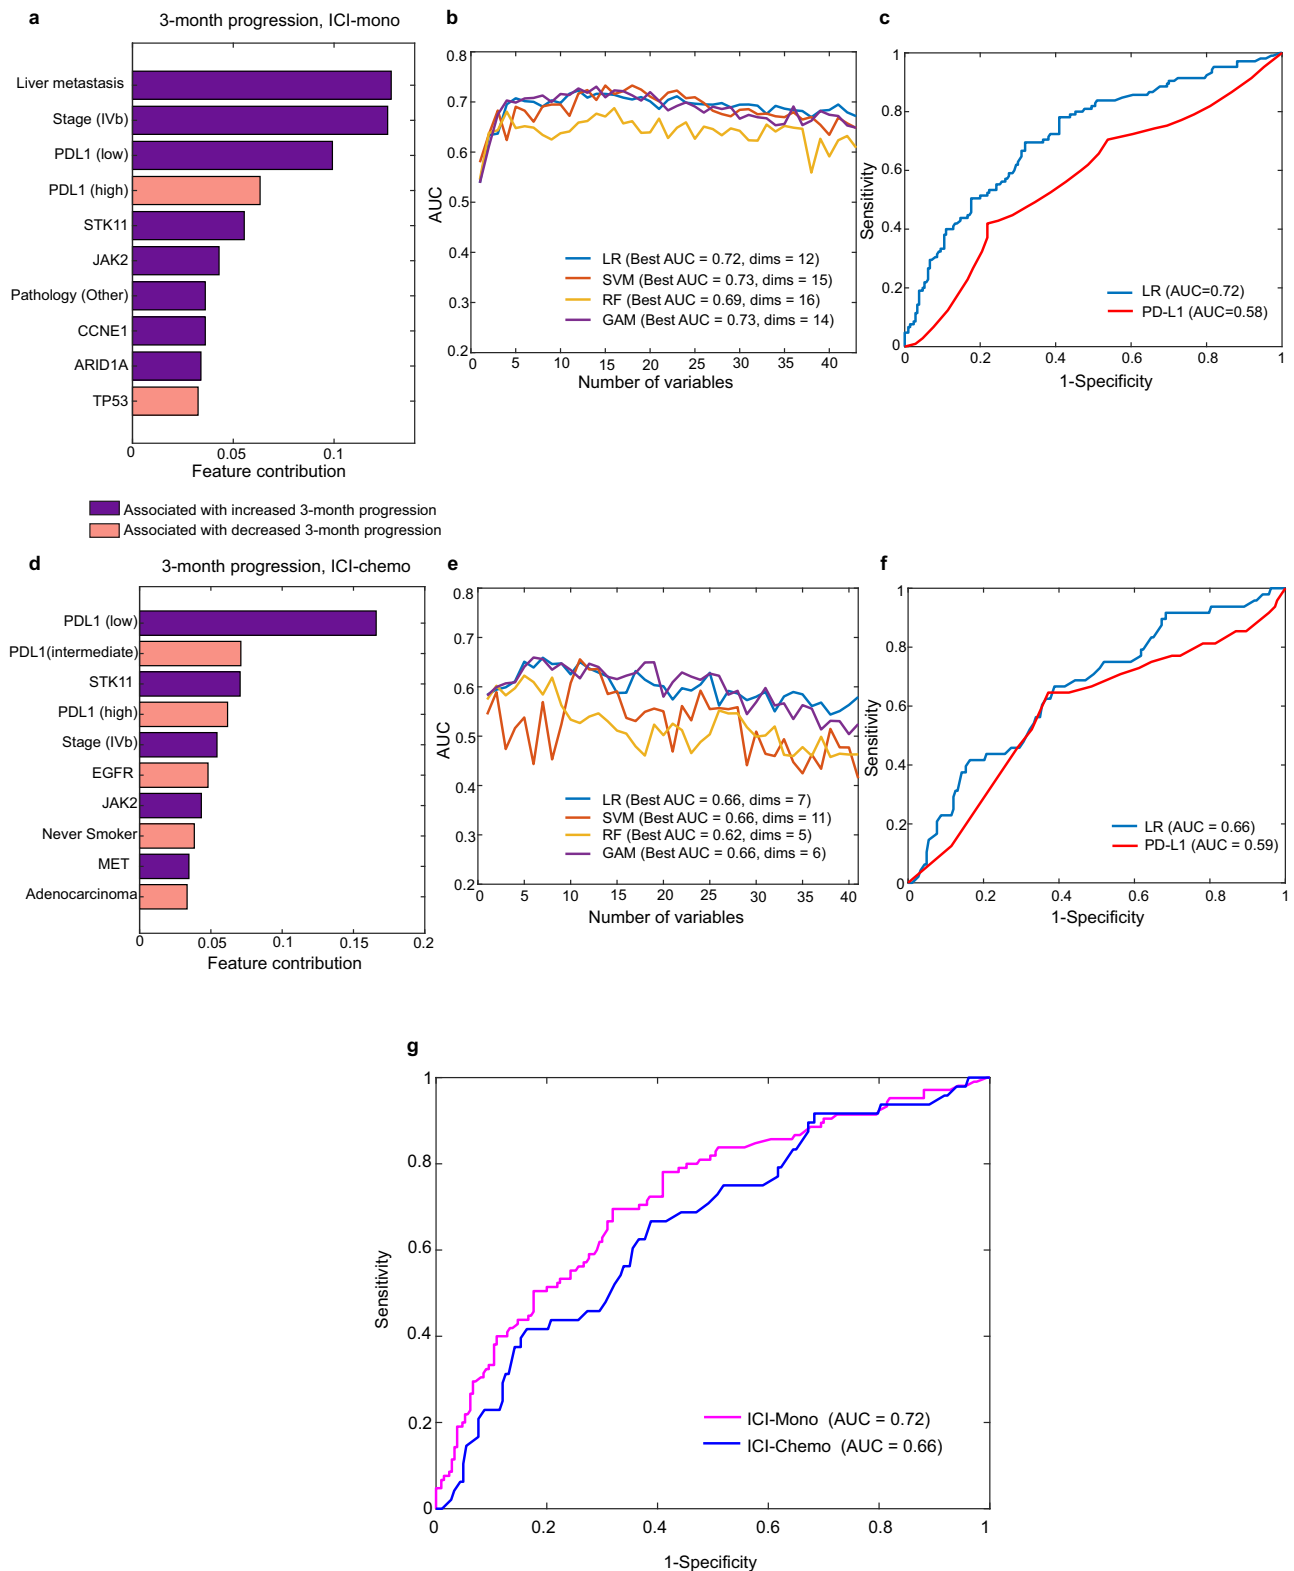 a
3-month progression, ICI-mono
Liver metastasis
Stage (IVb)
PDL1 (low)
PDL1 (high)
STK11
JAK2
Pathology (Other)
CCNE1
ARID1A
TP53
0 0.05 0.1
Feature contribution
Associated with increased 3-month progression
Associated with decreased 3-month progression
b
0.8
0.7
0.6
0.5
0.4
0.3
0.2
AUC
LR (Best AUC = 0.72, dims = 12)
SVM (Best AUC = 0.73, dims = 15)
RF (Best AUC = 0.69, dims = 16)
GAM (Best AUC = 0.73, dims = 14)
0 5 10 15 20 25 30 35 40
Number of variables
c
1
0.8
0.6
0.4
0.2
0
Sensitivity
LR (AUC=0.72)
PD-L1 (AUC=0.58)
0 0.2 0.4 0.6 0.8 1
1-Specificity
d
3-month progression, ICI-chemo
PDL1 (low)
PDL1(intermediate)
STK11
PDL1 (high)
Stage (IVb)
EGFR
JAK2
Never Smoker
MET
Adenocarcinoma
0 0.05 0.1 0.15 0.2
Feature contribution
e
0.8
0.7
0.6
0.5
0.4
0.3
0.2
AUC
LR (Best AUC = 0.66, dims = 7)
SVM (Best AUC = 0.66, dims = 11)
RF (Best AUC = 0.62, dims = 5)
GAM (Best AUC = 0.66, dims = 6)
0 5 10 15 20 25 30 35 40
Number of variables
f
1
0.8
0.6
0.4
0.2
0
Sensitivity
LR (AUC = 0.66)
PD-L1 (AUC = 0.59)
0 0.2 0.4 0.6 0.8 1
1-Specificity
g
1
0.8
0.6
0.4
0.2
0
Sensitivity
ICI-Mono (AUC = 0.72)
ICI-Chemo (AUC = 0.66)
0 0.2 0.4 0.6 0.8 1
1-Specificity